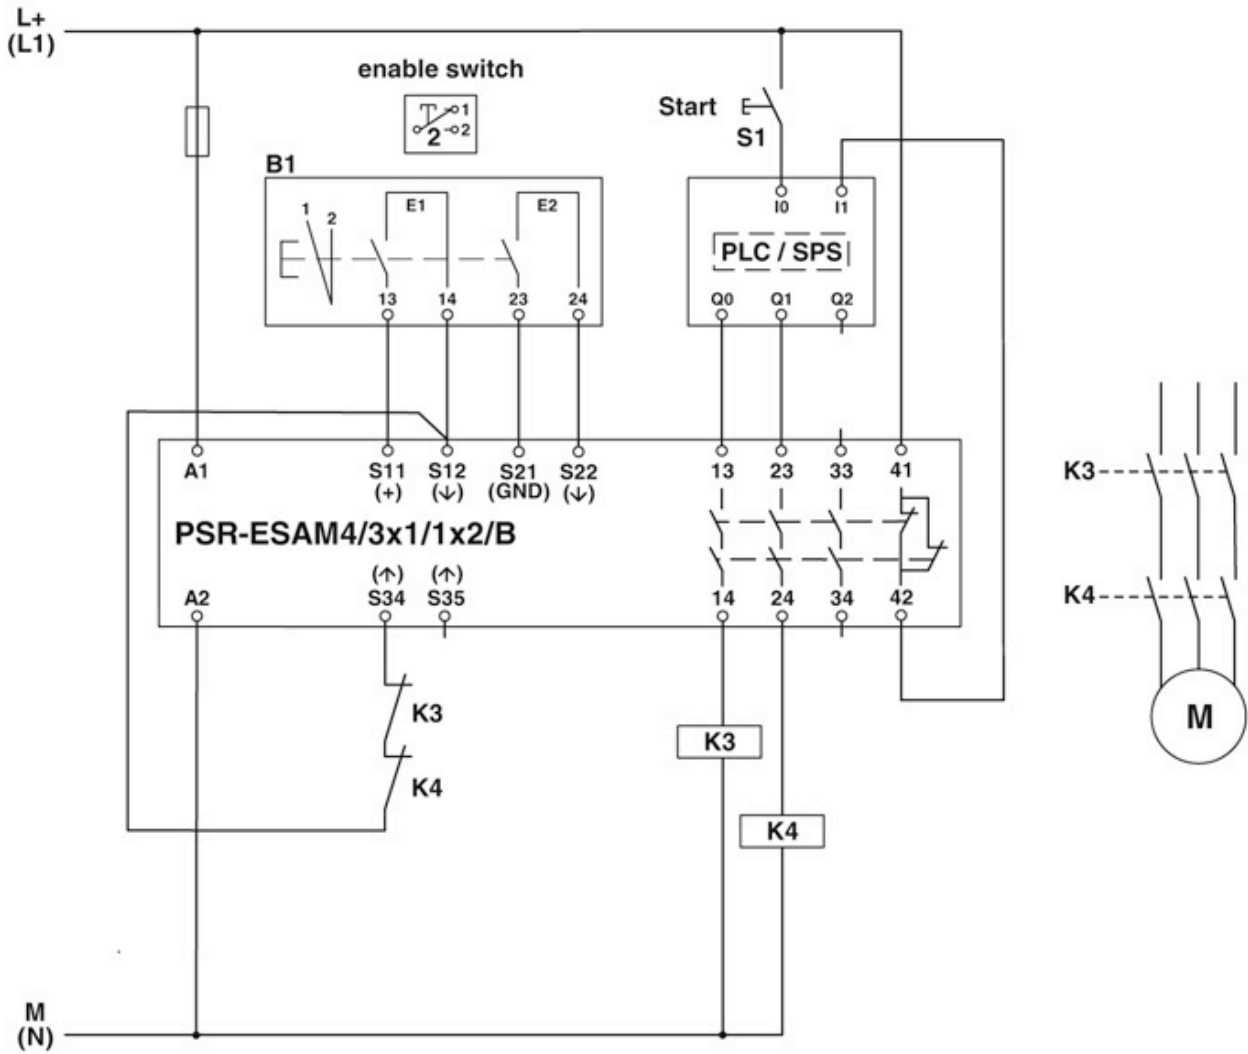 L+
(L1)
enable switch
1
2 2
Start
S1
B1
1 2
E1 E2
13 14 23 24
I0 I1
PLC / SPS
Q0 Q1 Q2
A1 S11 S12 S21 S22 13 23 33 41
(+) (↓) (GND) (↓)
PSR-ESAM4/3x1/1x2/B
(↑) (↑)
A2 S34 S35 14 24 34 42
K3
K4
K3
K4
K3
K4
M
M
(N)